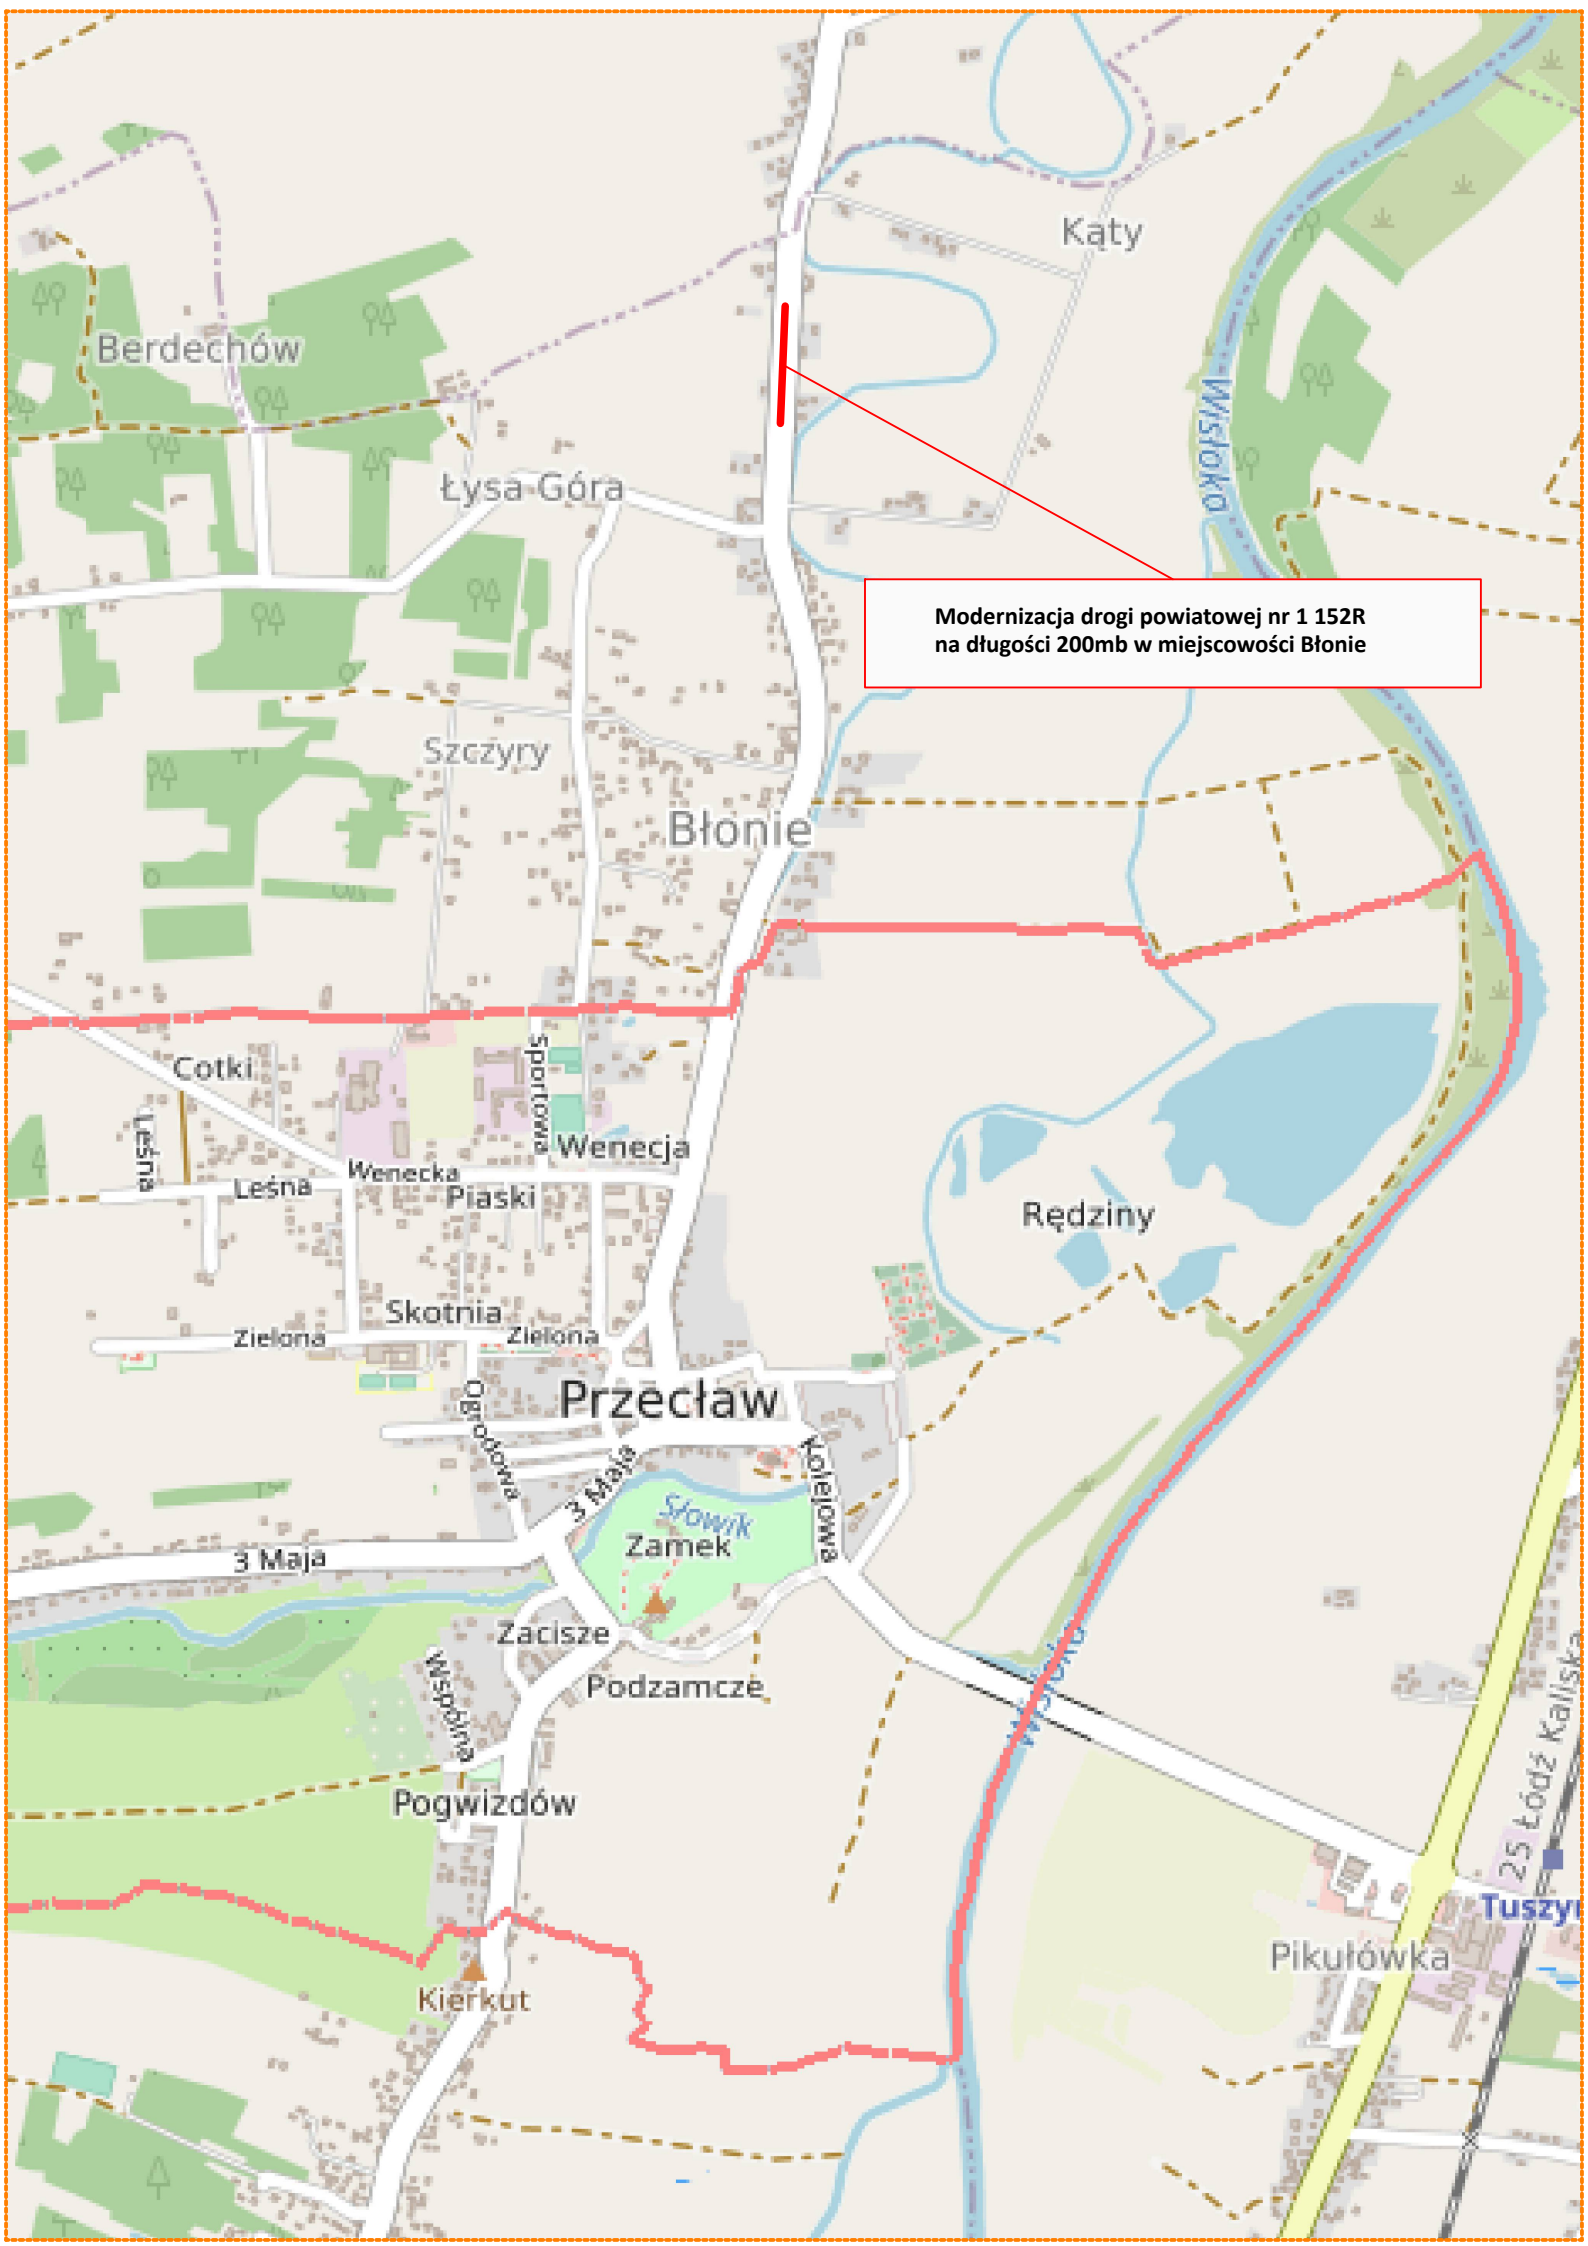 Kąty
Berdechów
Wisłoka
Łysa Góra
Modernizacja drogi powiatowej nr 1 152R
na długości 200mb w miejscowości Błonie
Szczyry
Błonie
Cotki
Sportowa
Leśna
Wenecja
Wenecka
Leśna
Piaski
Rędziny
Skotnia
Zielona
Zielona
Przecław
Ogrodowa
3 Maja
Kolejowa
Słowik
Zamek
3 Maja
Zacisze
Wisłoka
Wspólna
Podzamcze
25 Łódź Kaliska
Pogwizdów
Tuszy
Pikułówka
Kierkut